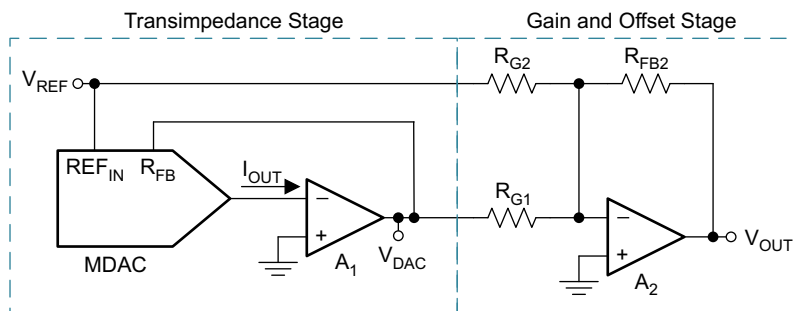 Transimpedance Stage
Gain and Offset Stage
VREF
RG2
RFB2
REFIN
RFB
IOUT
RG1
−
+
−
+
VDAC
VOUT
MDAC
A1
A2